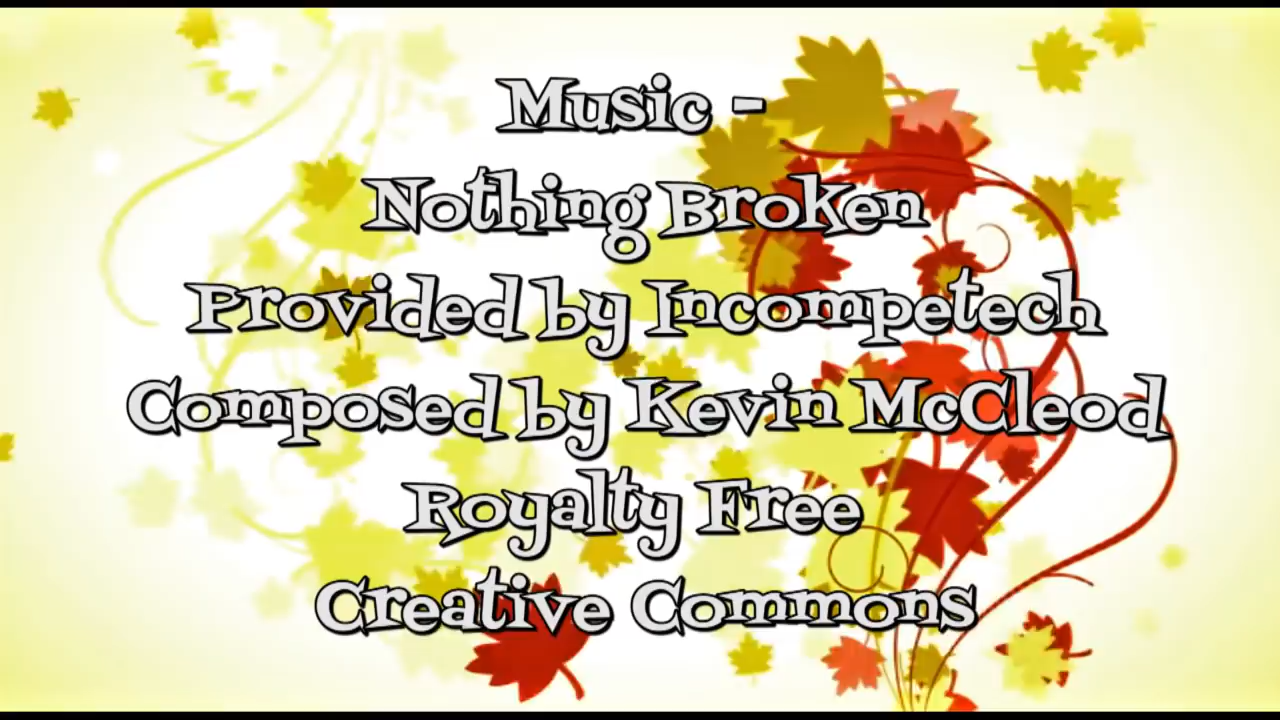 Music -
Nothing Broken
Provided by Incompetech
Composed by Kevin McCleod
Royalty Free
Creative Commons